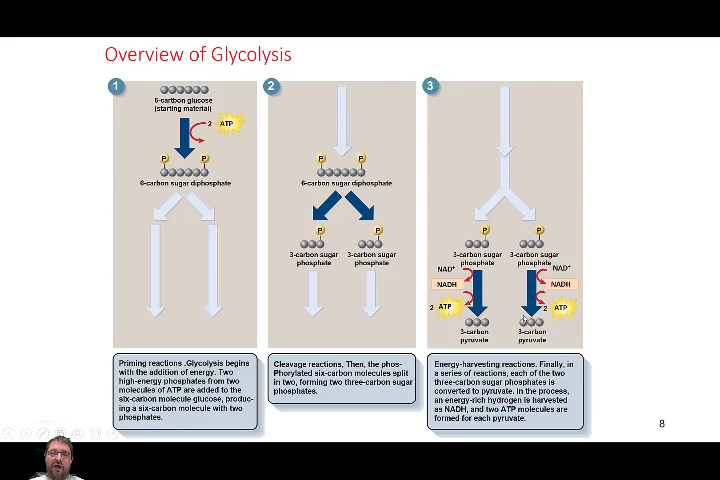 Overview of Glycolysis
1
6-carbon glucose
(starting material)
2 ATP
P P
6-carbon sugar diphosphate
Priming reactions .Glycolysis begins
with the addition of energy. Two
high-energy phosphates from two
molecules of ATP are added to the
six-carbon molecule glucose, produc-
ing a six-carbon molecule with two
phosphates.
2
P P
6-carbon sugar diphosphate
P P
3-carbon sugar 3-carbon sugar
phosphate phosphate
Cleavage reactions, Then, the phos-
Phorylated six-carbon molecules split
in two, forming two three-carbon sugar
phosphates.
3
P P
3-carbon sugar 3-carbon sugar
phosphate phosphate
NAD+ NAD+
NADH NADH
2 ATP 2 ATP
3-carbon 3-carbon
pyruvate pyruvate
Energy-harvesting reactions. Finally, in
a series of reactions, each of the two
three-carbon sugar phosphates is
converted to pyruvate. In the process,
an energy-rich hydrogen is harvested
as NADH, and two ATP molecules are
formed for each pyruvate.
8